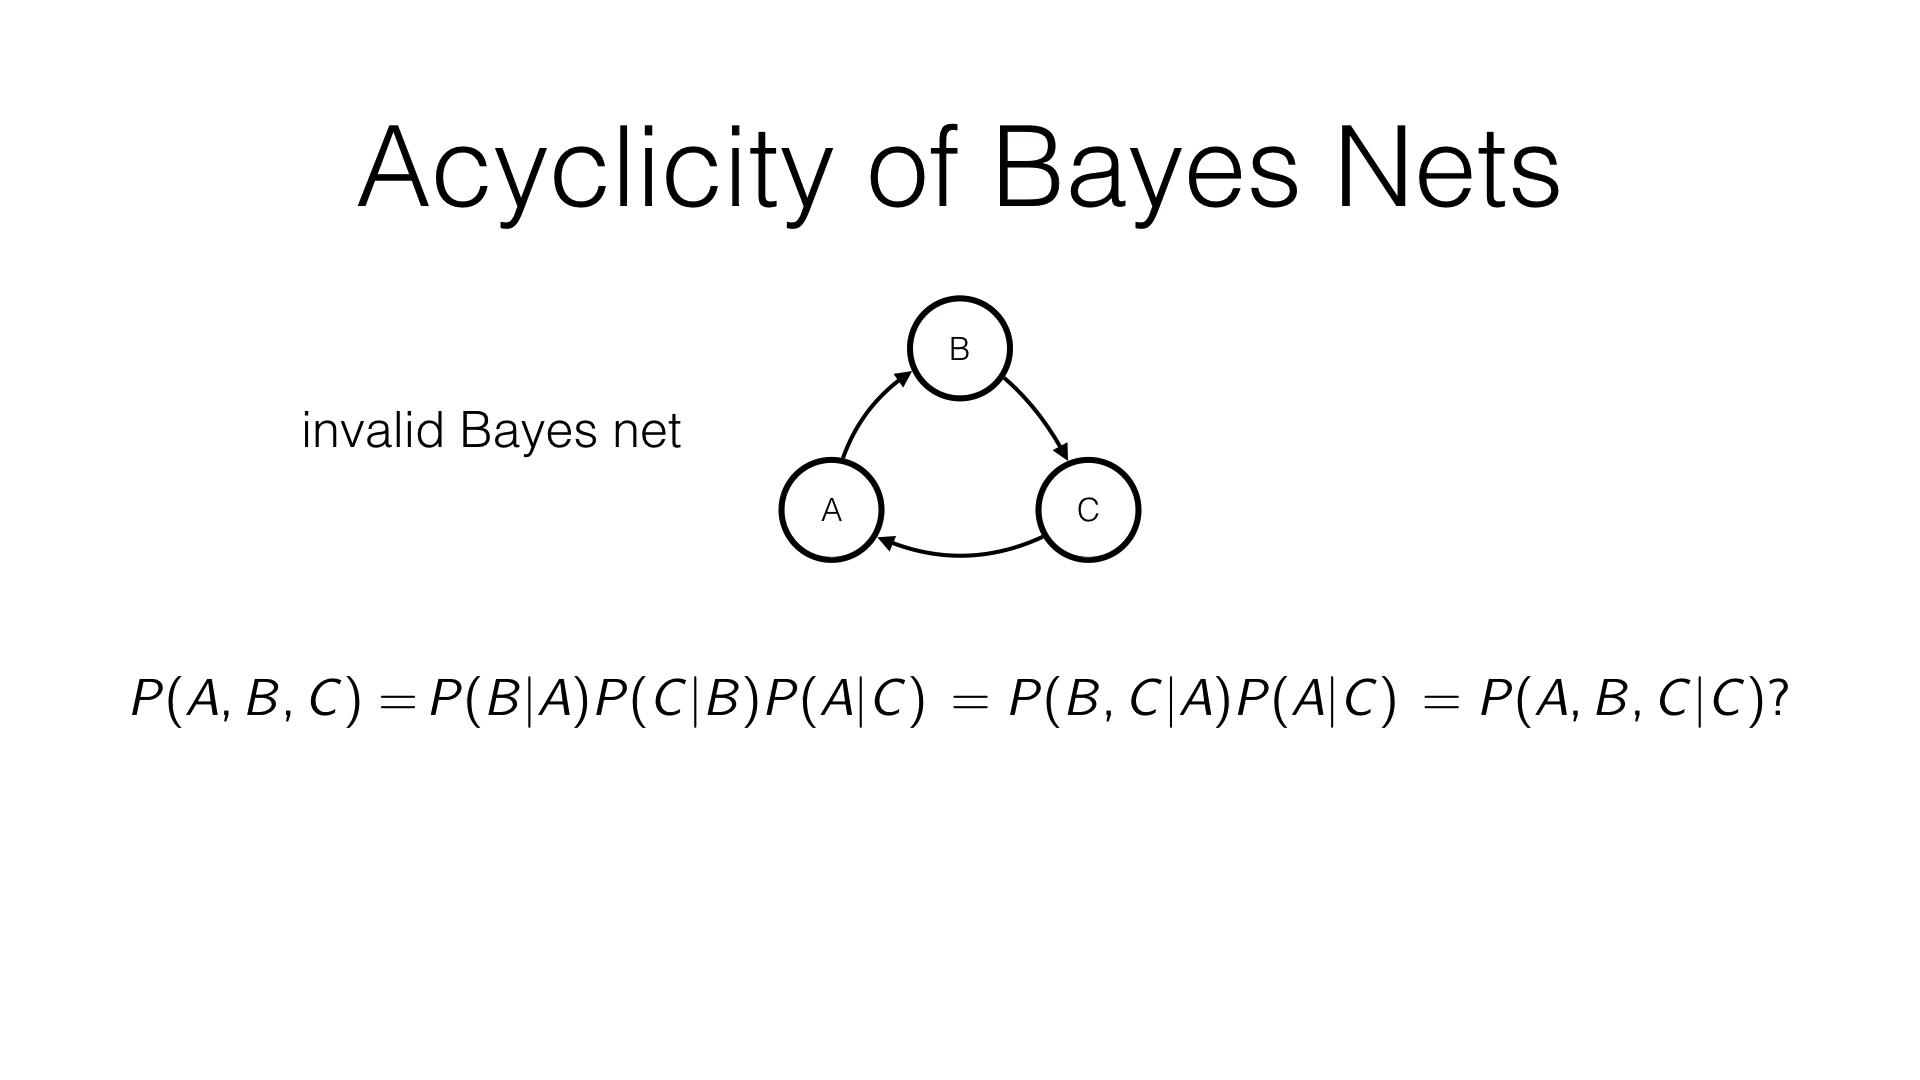 Acyclicity of Bayes Nets
B
invalid Bayes net
A
C
P(A, B, C) = P(B|A)P(C|B)P(A|C) = P(B, C|A)P(A|C) = P(A, B, C|C)?